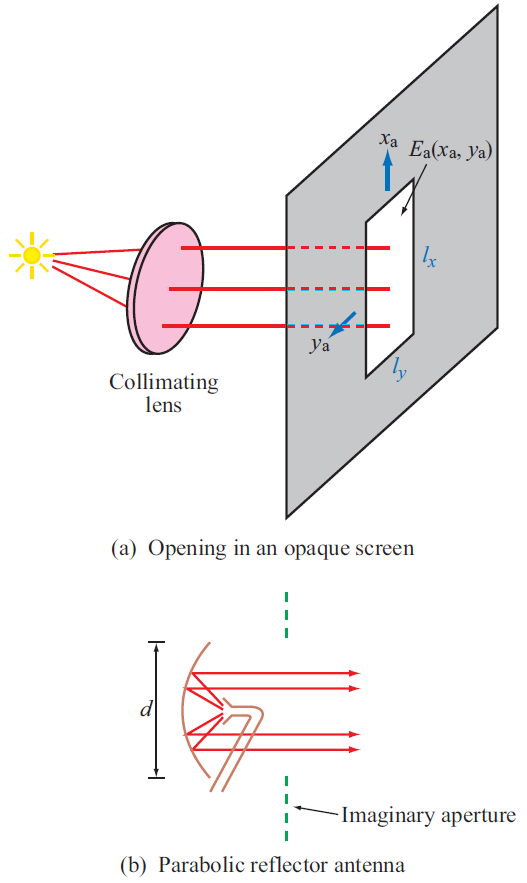 xa
Ea(xa, ya)
lx
ya
ly
Collimating
lens
(a) Opening in an opaque screen
d
Imaginary aperture
(b) Parabolic reflector antenna